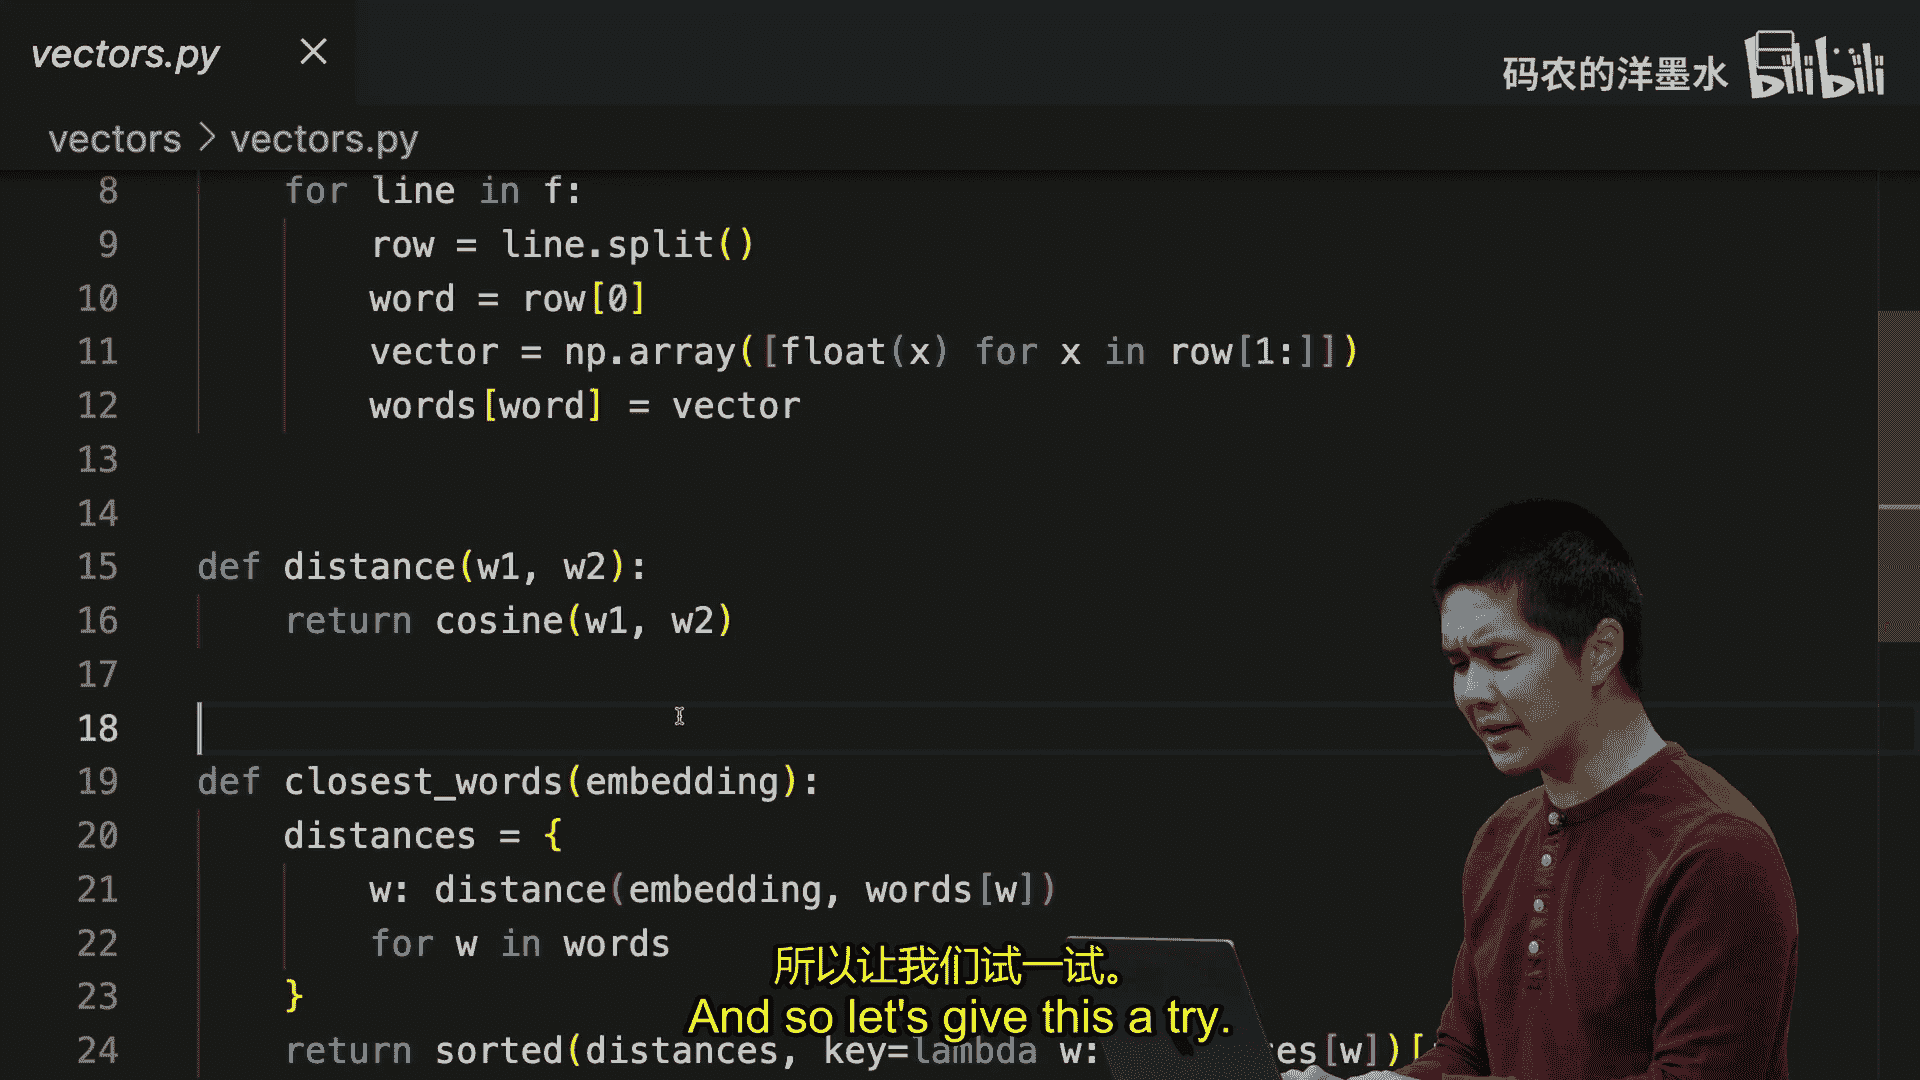 vectors.py
码农的洋墨水 bilibili
vectors > vectors.py
8 for line in f:
9 row = line.split()
10 word = row[0]
11 vector = np.array([float(x) for x in row[1:]])
12 words[word] = vector
13
14
15 def distance(w1, w2):
16 return cosine(w1, w2)
17
18
19 def closest_words(embedding):
20 distances = {
21 w: distance(embedding, words[w])
22 for w in words
23 }
所以让我们试一试。
And so let's give this a try.
24 return sorted(distances, key=lambda w: es[w])[: